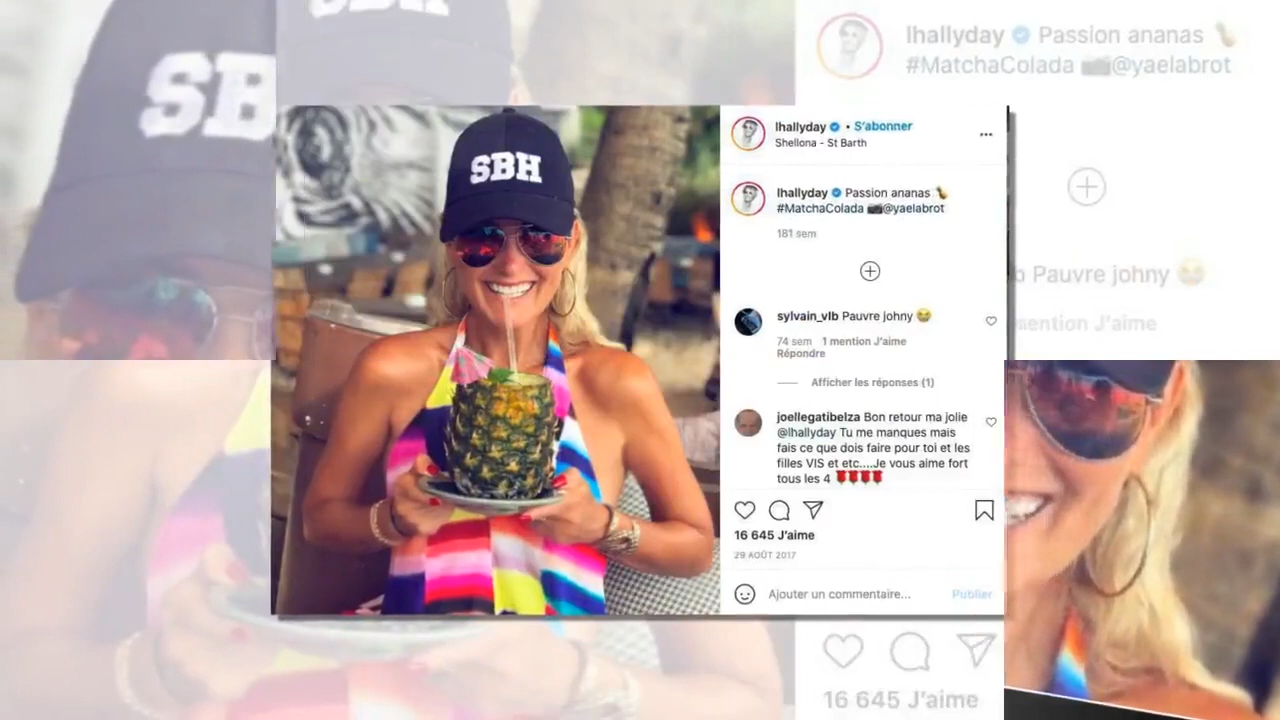 SBH
SBH
SB
lhallyday Passion ananas
#MatchaColada @yaelabrot
lhallyday • S'abonner
Shellona - St Barth
lhallyday Passion ananas
#MatchaColada @yaelabrot
181 sem
sylvain_vlb Pauvre johny
74 sem 1 mention J'aime
Répondre
Afficher les réponses (1)
joellegatibelza Bon retour ma jolie
@lhallyday Tu me manques mais
fais ce que dois faire pour toi et les
filles VIS et etc....Je vous aime fort
tous les 4
16 645 J'aime
29 AOÛT 2017
Ajouter un commentaire...
Publier
b Pauvre johny
mention J'aime
16 645 J'aime